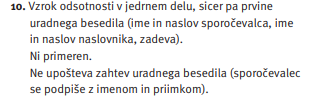 10. Vzrok odsotnosti v jedrnem delu, sicer pa prvine
uradnega besedila (ime in naslov sporočevalca, ime
in naslov naslovnika, zadeva).
Ni primeren.
Ne upošteva zahtev uradnega besedila (sporočevalec
se podpiše z imenom in priimkom).